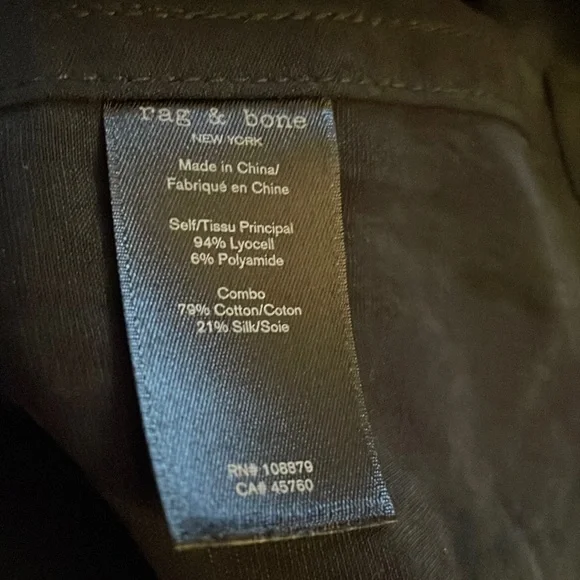 rag & bone
NEW YORK
Made in China/
Fabriqué en Chine
Self/Tissu Principal
94% Lyocell
6% Polyamide
Combo
79% Cotton/Coton
21% Silk/Soie
RN# 108879
CA# 45760